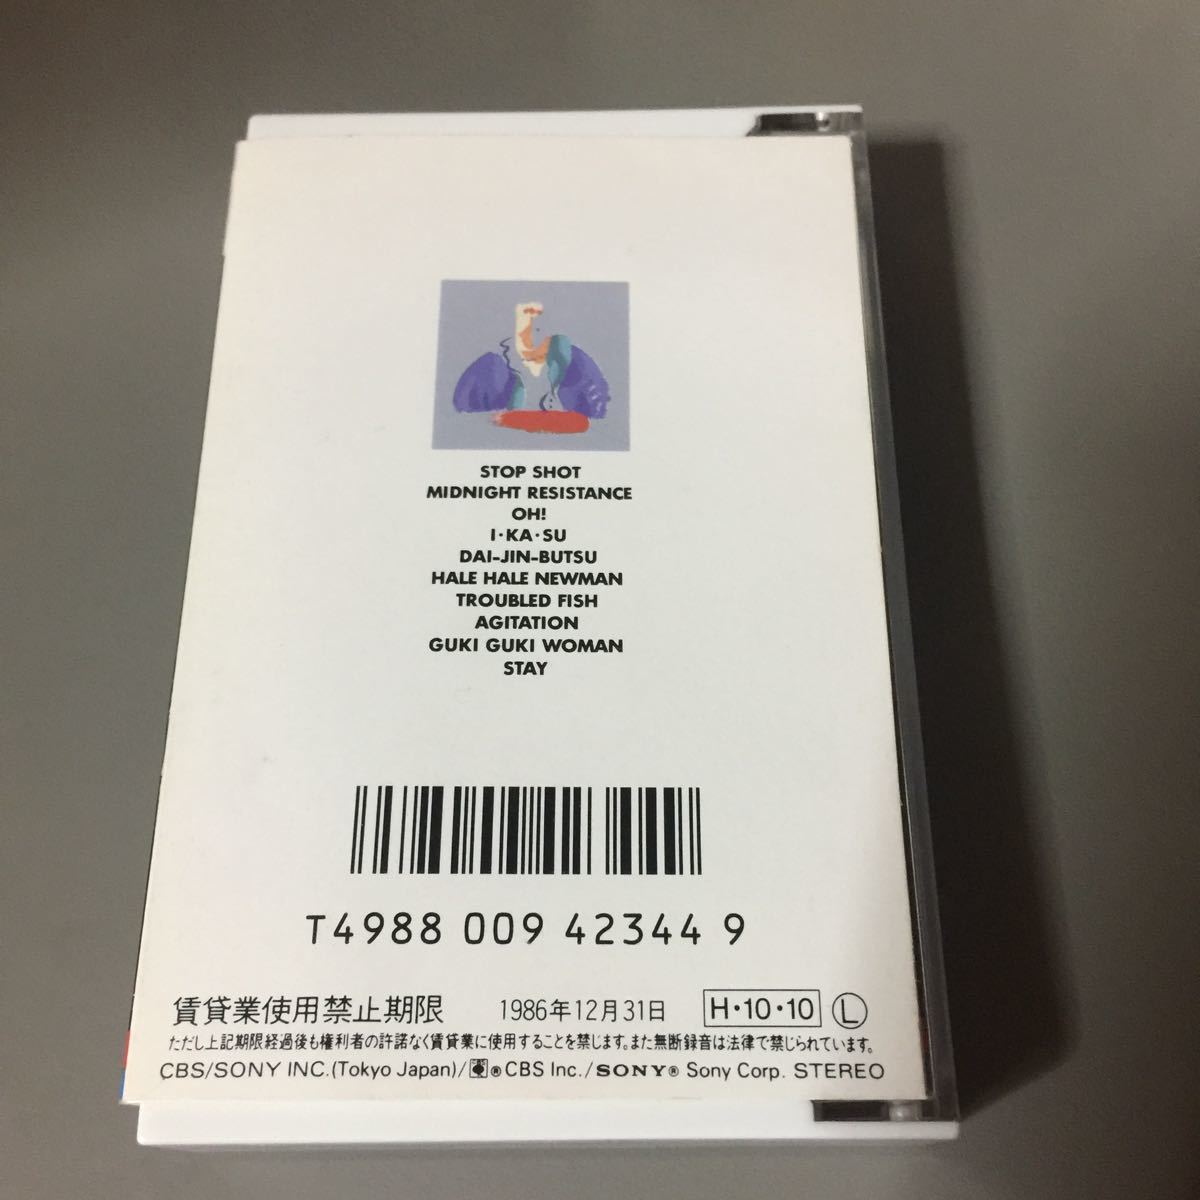 STOP SHOT
MIDNIGHT RESISTANCE
OH!
I·KA·SU
DAI-JIN-BUTSU
HALE HALE NEWMAN
TROUBLED FISH
AGITATION
GUKI GUKI WOMAN
STAY
T4988 009 42344 9
賃貸業使用禁止期限 1986年12月31日 H·10·10 L
ただし上記期限経過後も権利者の許諾なく賃貸業に使用することを禁じます。また無断録音は法律で禁じられています。
CBS/SONY INC.(Tokyo Japan)/®CBS Inc./SONY® Sony Corp. STEREO